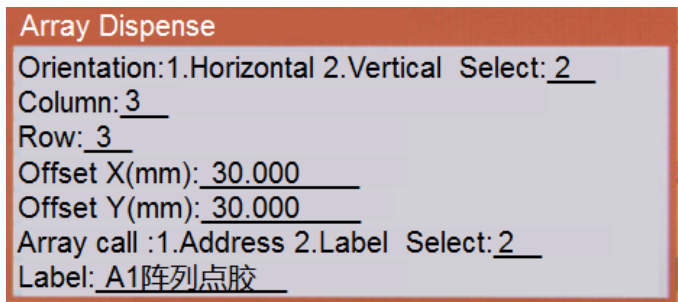 Array Dispense
Orientation:1.Horizontal 2.Vertical Select: 2
Column: 3
Row: 3
Offset X(mm): 30.000
Offset Y(mm): 30.000
Array call :1.Address 2.Label Select: 2
Label: A1阵列点胶